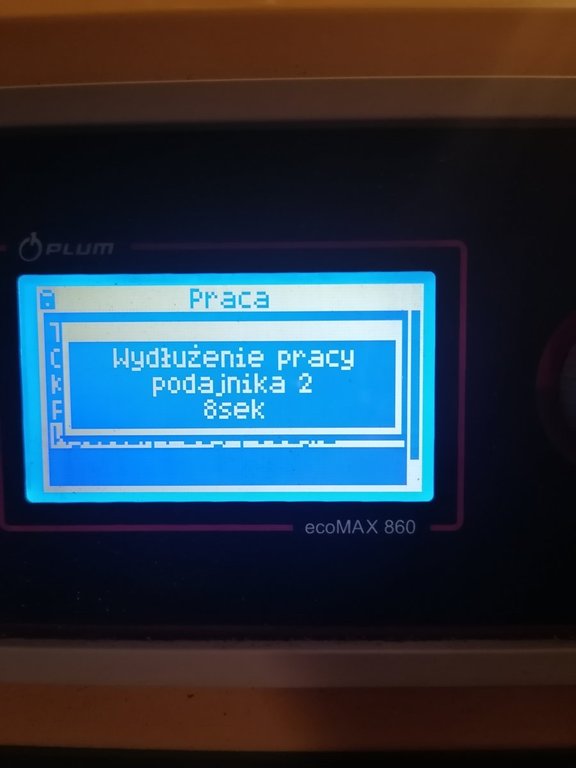 PLUM
Praca
Wydłużenie pracy
podajnika 2
8sek
ecoMAX 860